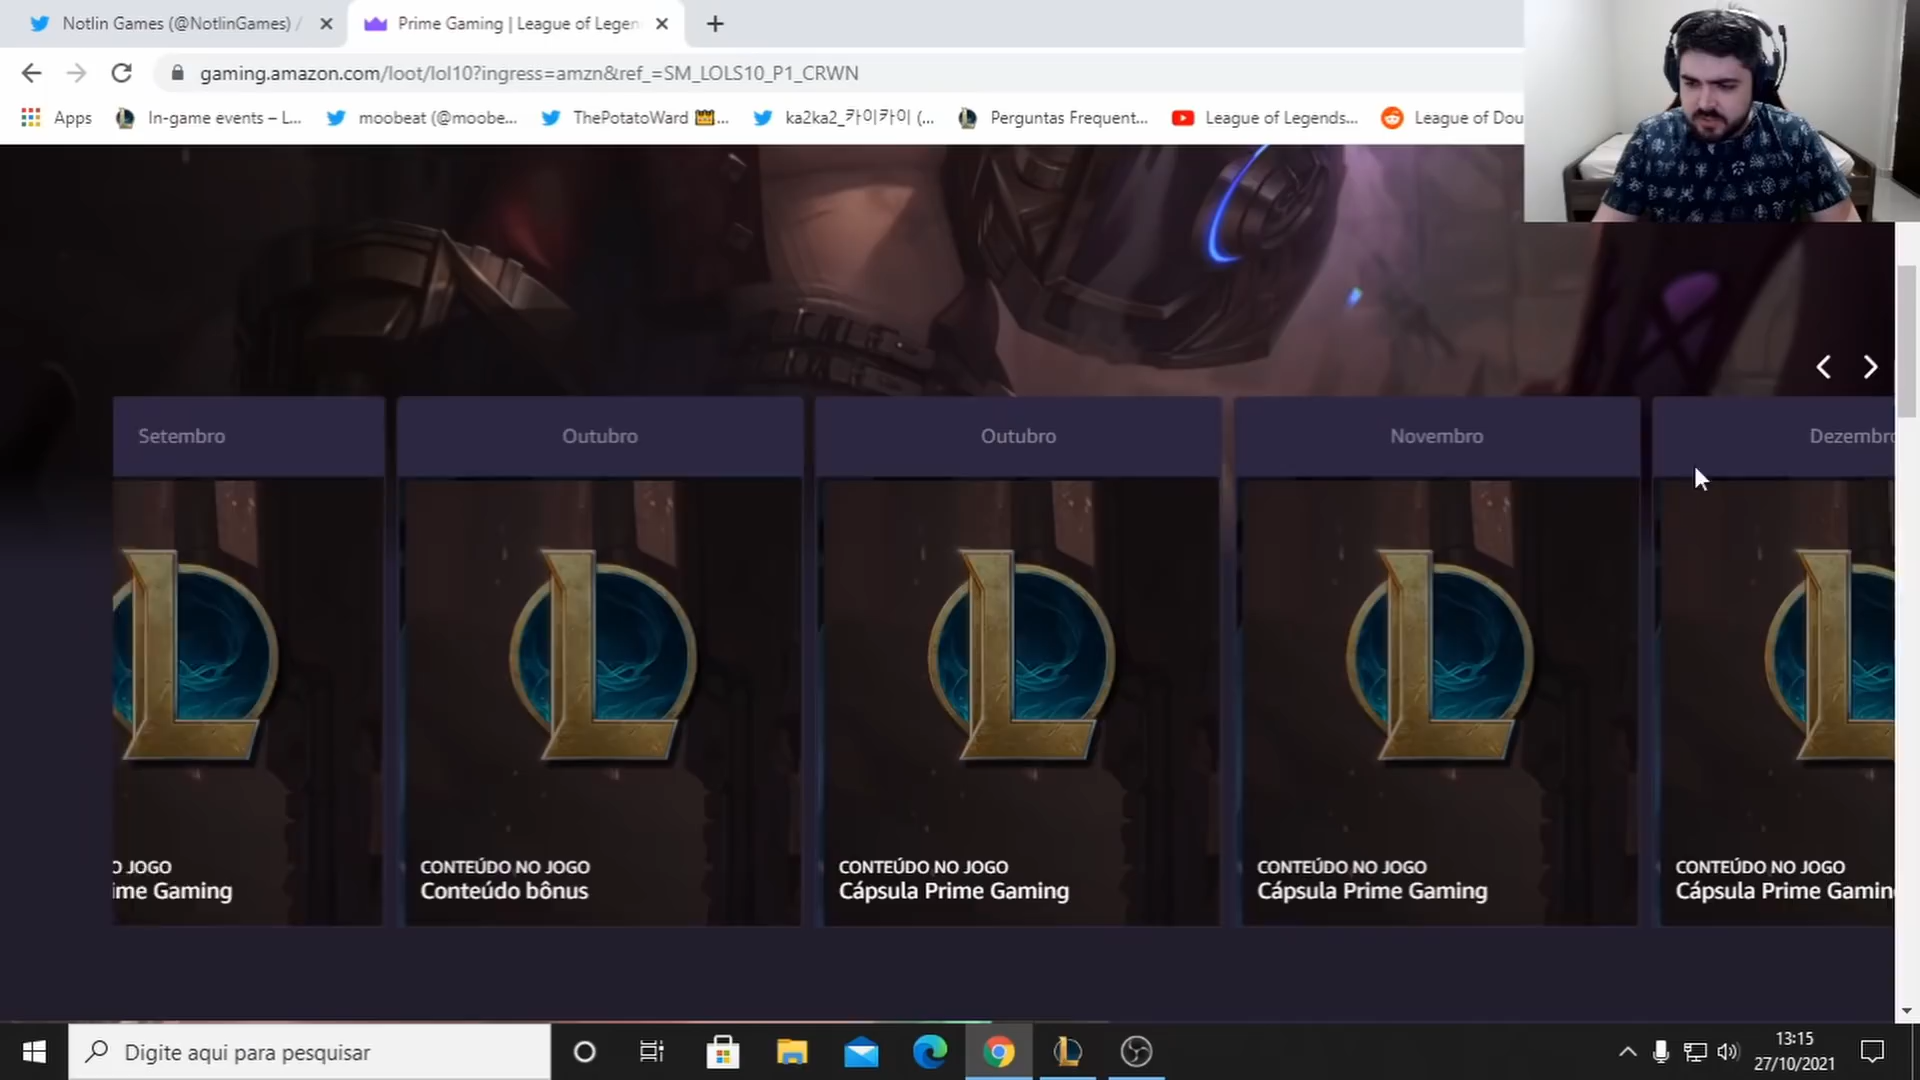 Notlin Games (@NotlinGames) /
Prime Gaming | League of Legen
gaming.amazon.com/loot/lol10?ingress=amzn&ref_=SM_LOLS10_P1_CRWN
Apps
In-game events – L...
moobeat (@moobe...
ThePotatoWard 👑...
ka2ka2_카이카이 (...
Perguntas Frequent...
League of Legends...
League of Dou
Setembro
Outubro
Outubro
Novembro
Dezembro
O JOGO
ime Gaming
CONTEÚDO NO JOGO
Conteúdo bônus
CONTEÚDO NO JOGO
Cápsula Prime Gaming
CONTEÚDO NO JOGO
Cápsula Prime Gaming
CONTEÚDO NO JOGO
Cápsula Prime Gamin
Digite aqui para pesquisar
13:15
27/10/2021